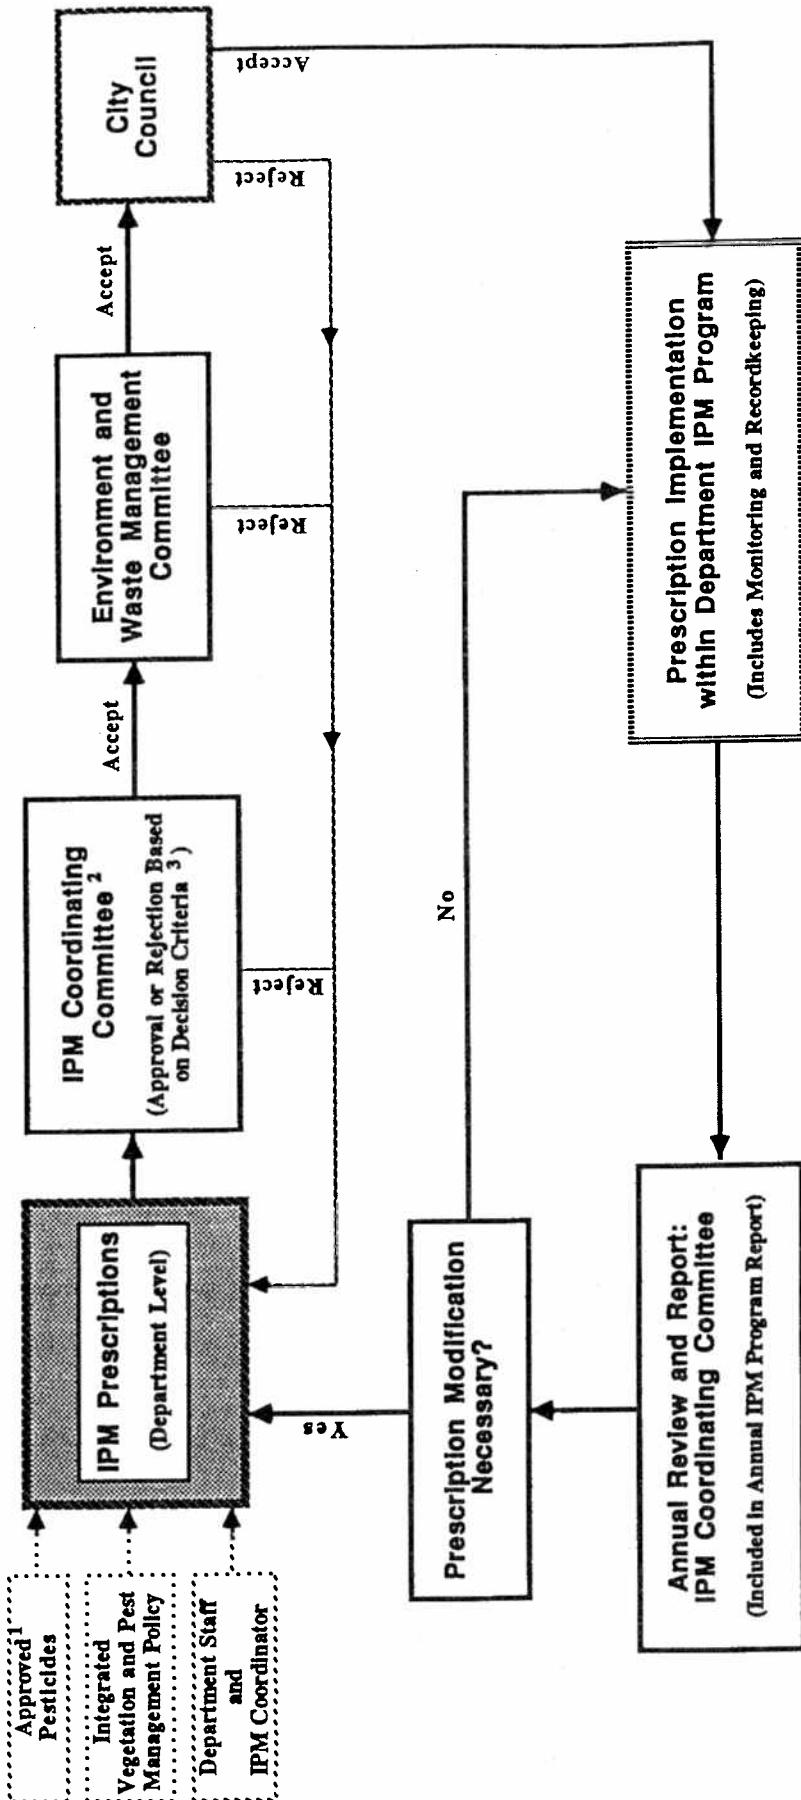 Approved 1
Pesticides
Integrated
Vegetation and Pest
Management Policy
Department Staff
and
IPM Coordinator
IPM Prescriptions
(Department Level)
IPM Coordinating
Committee 2
(Approval or Rejection Based
on Decision Criteria 3)
Accept
Reject
Environment and
Waste Management
Committee
Accept
Reject
City
Council
Reject
Accept
Yes
Prescription Modification
Necessary?
No
Annual Review and Report:
IPM Coordinating Committee
(Included in Annual IPM Program Report)
Prescription Implementation
within Department IPM Program
(Includes Monitoring and Recordkeeping)